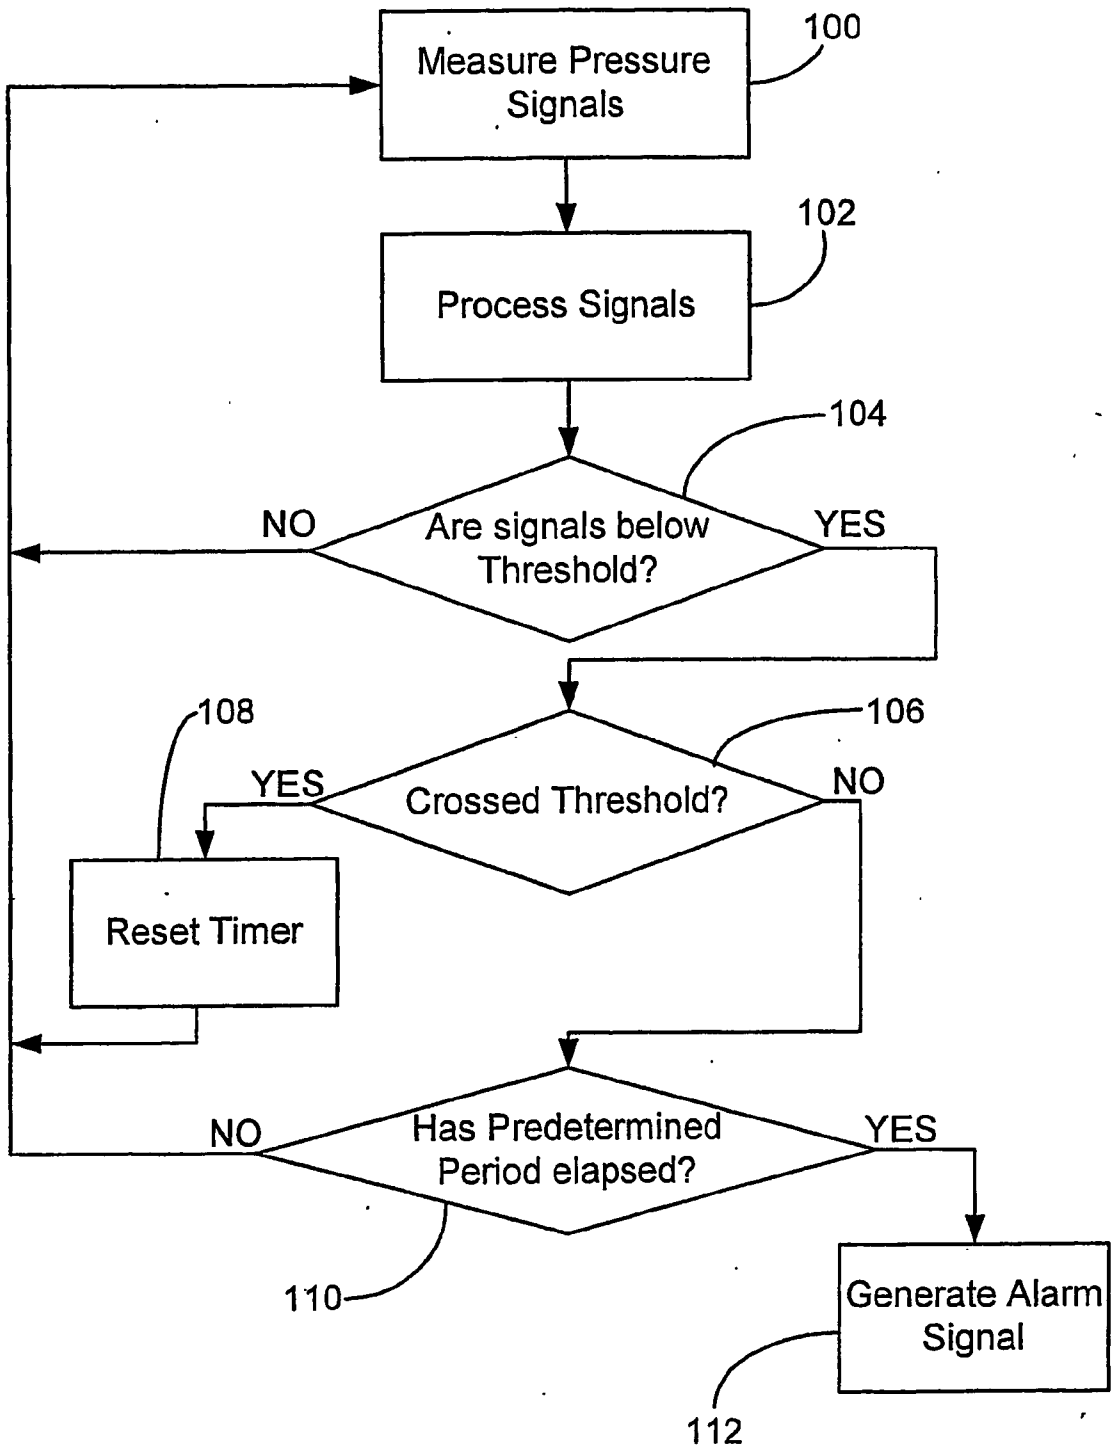 100
Measure Pressure
Signals
102
Process Signals
104
NO
Are signals below
Threshold?
YES
108
106
YES
Crossed Threshold?
NO
Reset Timer
NO
Has Predetermined
Period elapsed?
YES
110
Generate Alarm
Signal
112